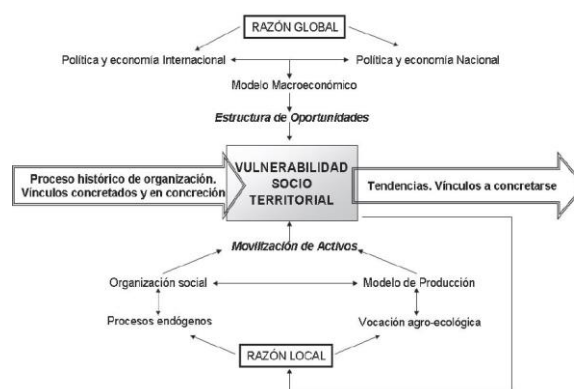 RAZÓN GLOBAL
Política y economía Internacional
Política y economía Nacional
Modelo Macroeconómico
Estructura de Oportunidades
Proceso histórico de organización.
Vínculos concretados y en concreción
VULNERABILIDAD
SOCIO
TERRITORIAL
Tendencias. Vínculos a concretarse
Movilización de Activos
Organización social
Modelo de Producción
Procesos endógenos
Vocación agro-ecológica
RAZÓN LOCAL